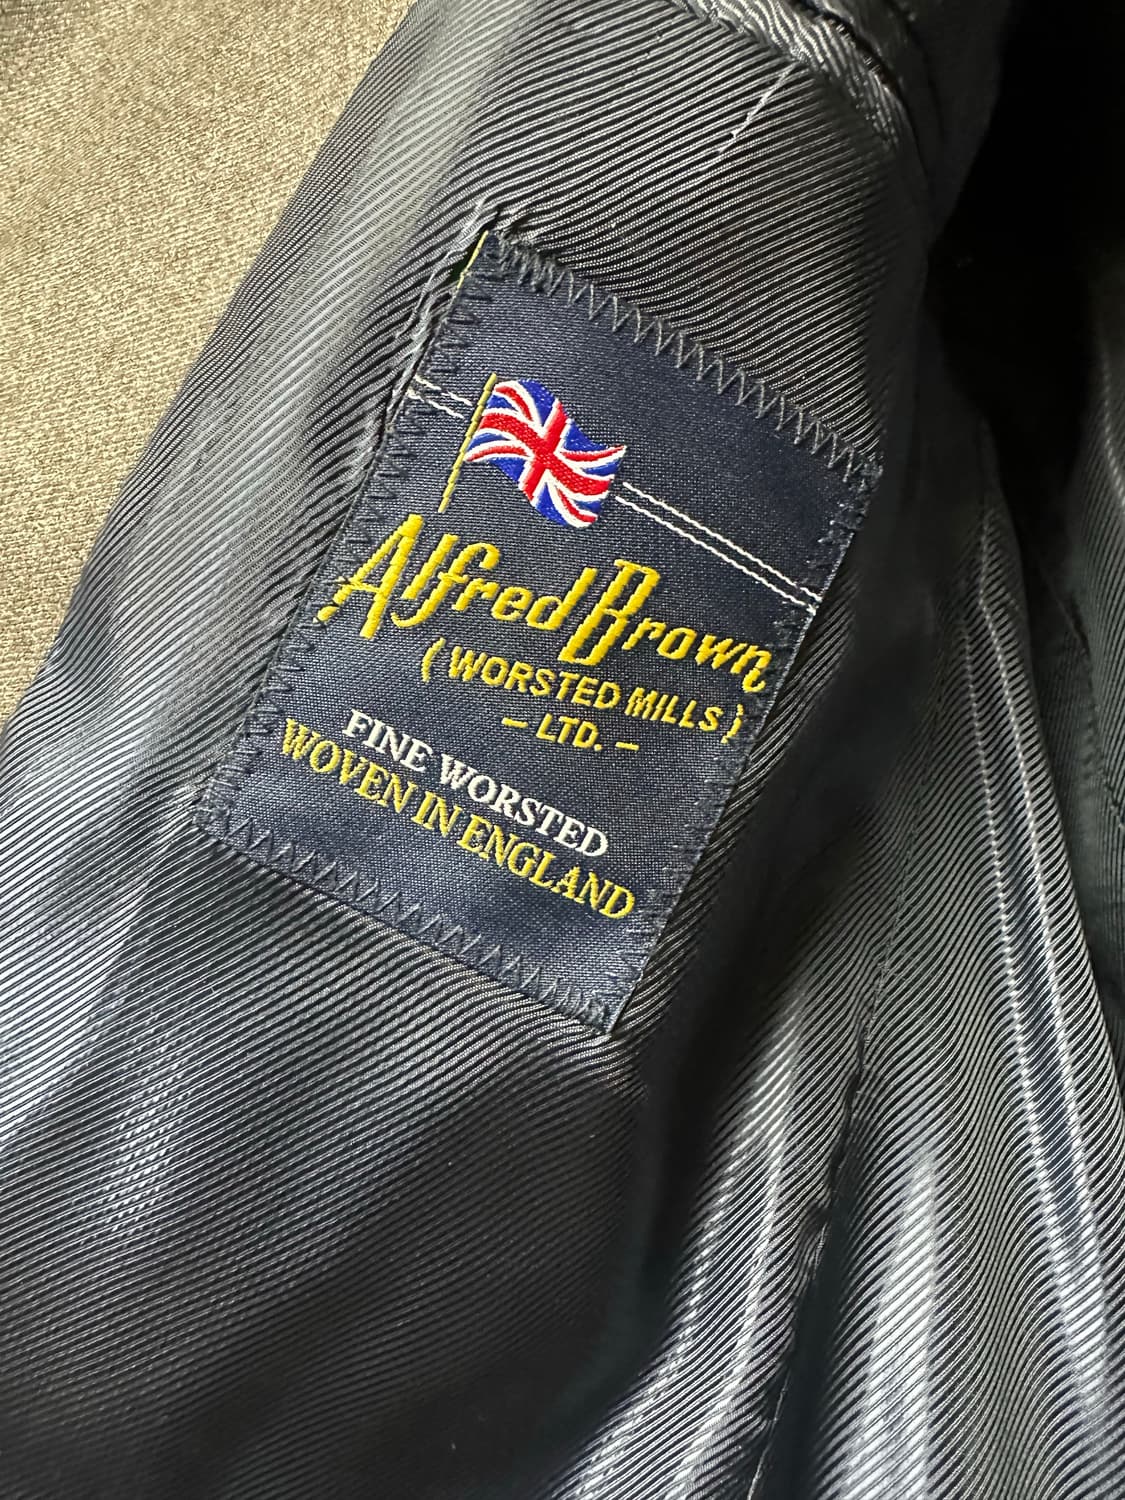 Alfred Brown
(WORSTED MILLS)
– LTD. –
FINE WORSTED
WOVEN IN ENGLAND